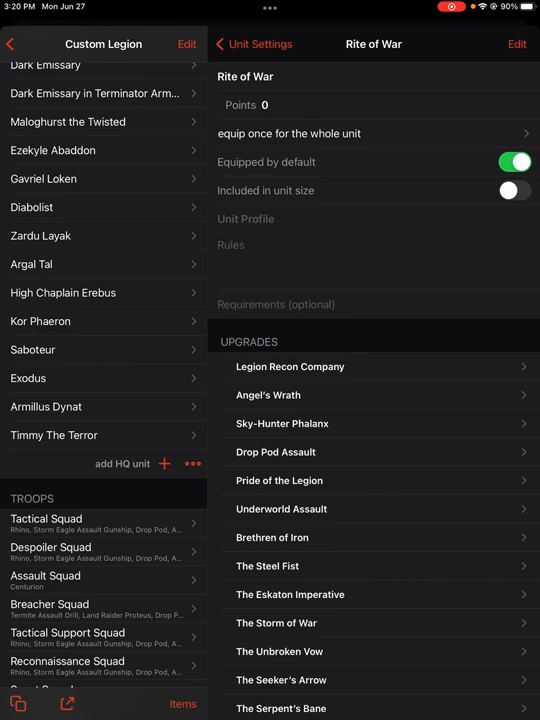 3:20 PM Mon Jun 27
90%
Custom Legion
Edit
Unit Settings
Rite of War
Edit
Dark Emissary
Dark Emissary in Terminator Arm...
Maloghurst the Twisted
Ezekyle Abaddon
Gavriel Loken
Diabolist
Zardu Layak
Argal Tal
High Chaplain Erebus
Kor Phaeron
Saboteur
Exodus
Armillus Dynat
Timmy The Terror
add HQ unit
TROOPS
Tactical Squad
Rhino, Storm Eagle Assault Gunship, Drop Pod, A...
Despoiler Squad
Rhino, Storm Eagle Assault Gunship, Drop Pod, A...
Assault Squad
Centurion
Breacher Squad
Termite Assault Drill, Land Raider Proteus, Drop P...
Tactical Support Squad
Rhino, Storm Eagle Assault Gunship, Drop Pod, A...
Reconnaissance Squad
Rhino, Storm Eagle Assault Gunship, Drop Pod, A...
Items
Rite of War
Points 0
equip once for the whole unit
Equipped by default
Included in unit size
Unit Profile
Rules
Requirements (optional)
UPGRADES
Legion Recon Company
Angel's Wrath
Sky-Hunter Phalanx
Drop Pod Assault
Pride of the Legion
Underworld Assault
Brethren of Iron
The Steel Fist
The Eskaton Imperative
The Storm of War
The Unbroken Vow
The Seeker's Arrow
The Serpent's Bane